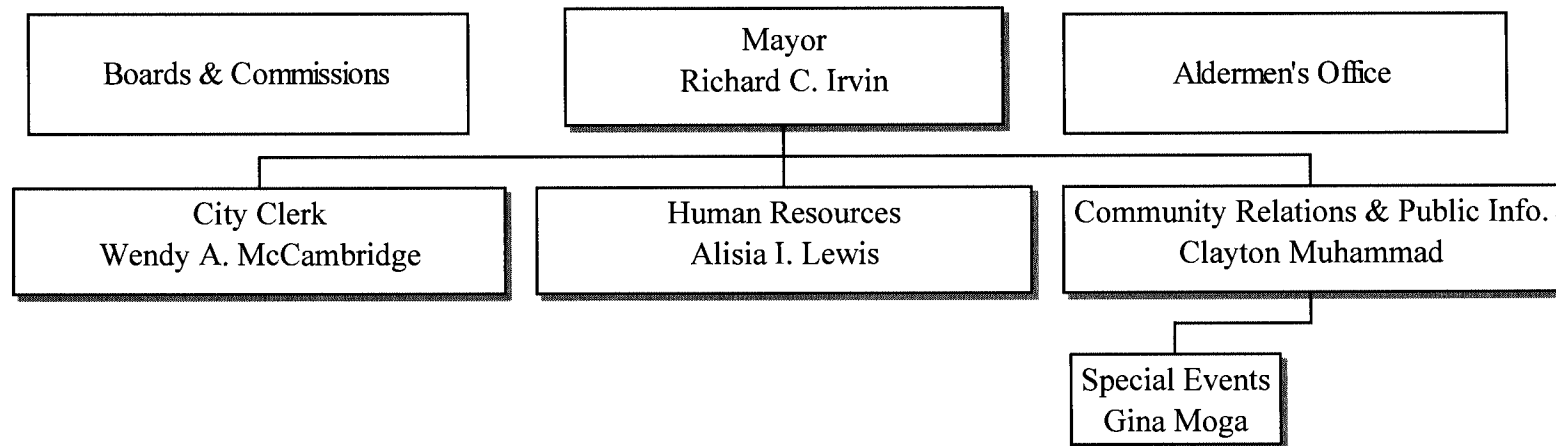 Boards & Commissions
Mayor
Richard C. Irvin
Aldermen's Office
City Clerk
Wendy A. McCambridge
Human Resources
Alisia I. Lewis
Community Relations & Public Info.
Clayton Muhammad
Special Events
Gina Moga